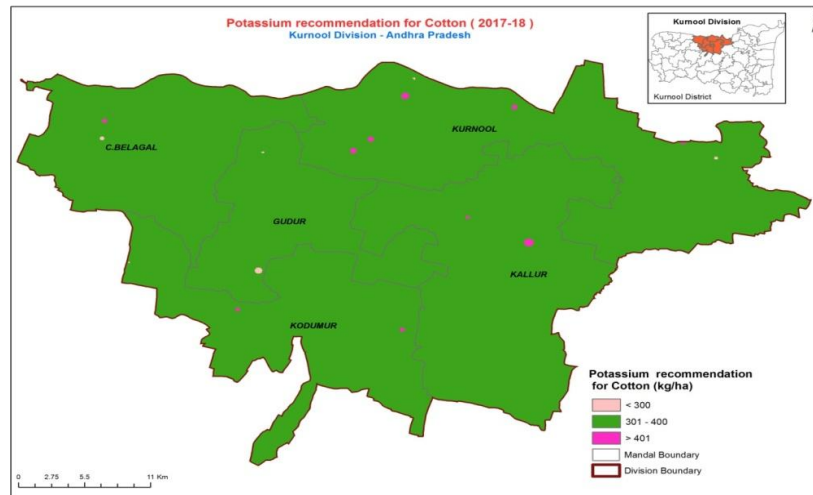 Potassium recommendation for Cotton ( 2017-18 )
Kurnool Division - Andhra Pradesh
Kurnool Division
Kurnool District
C.BELAGAL
KURNOOL
GUDUR
KALLUR
KODUMUR
Potassium recommendation
for Cotton (kg/ha)
< 300
301 - 400
> 401
Mandal Boundary
Division Boundary
0 2.75 5.5 11 Km